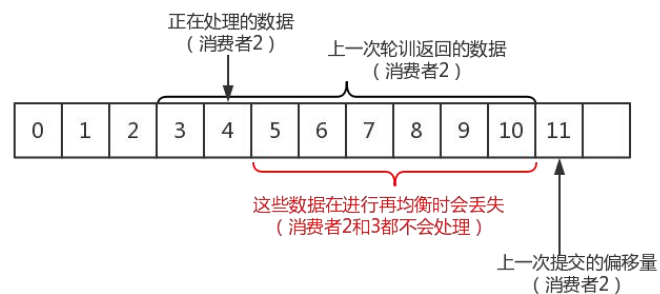 正在处理的数据
（消费者2）
上一次轮训返回的数据
（消费者2）
0 1 2 3 4 5 6 7 8 9 10 11
这些数据在进行再均衡时会丢失
（消费者2和3都不会处理）
上一次提交的偏移量
（消费者2）